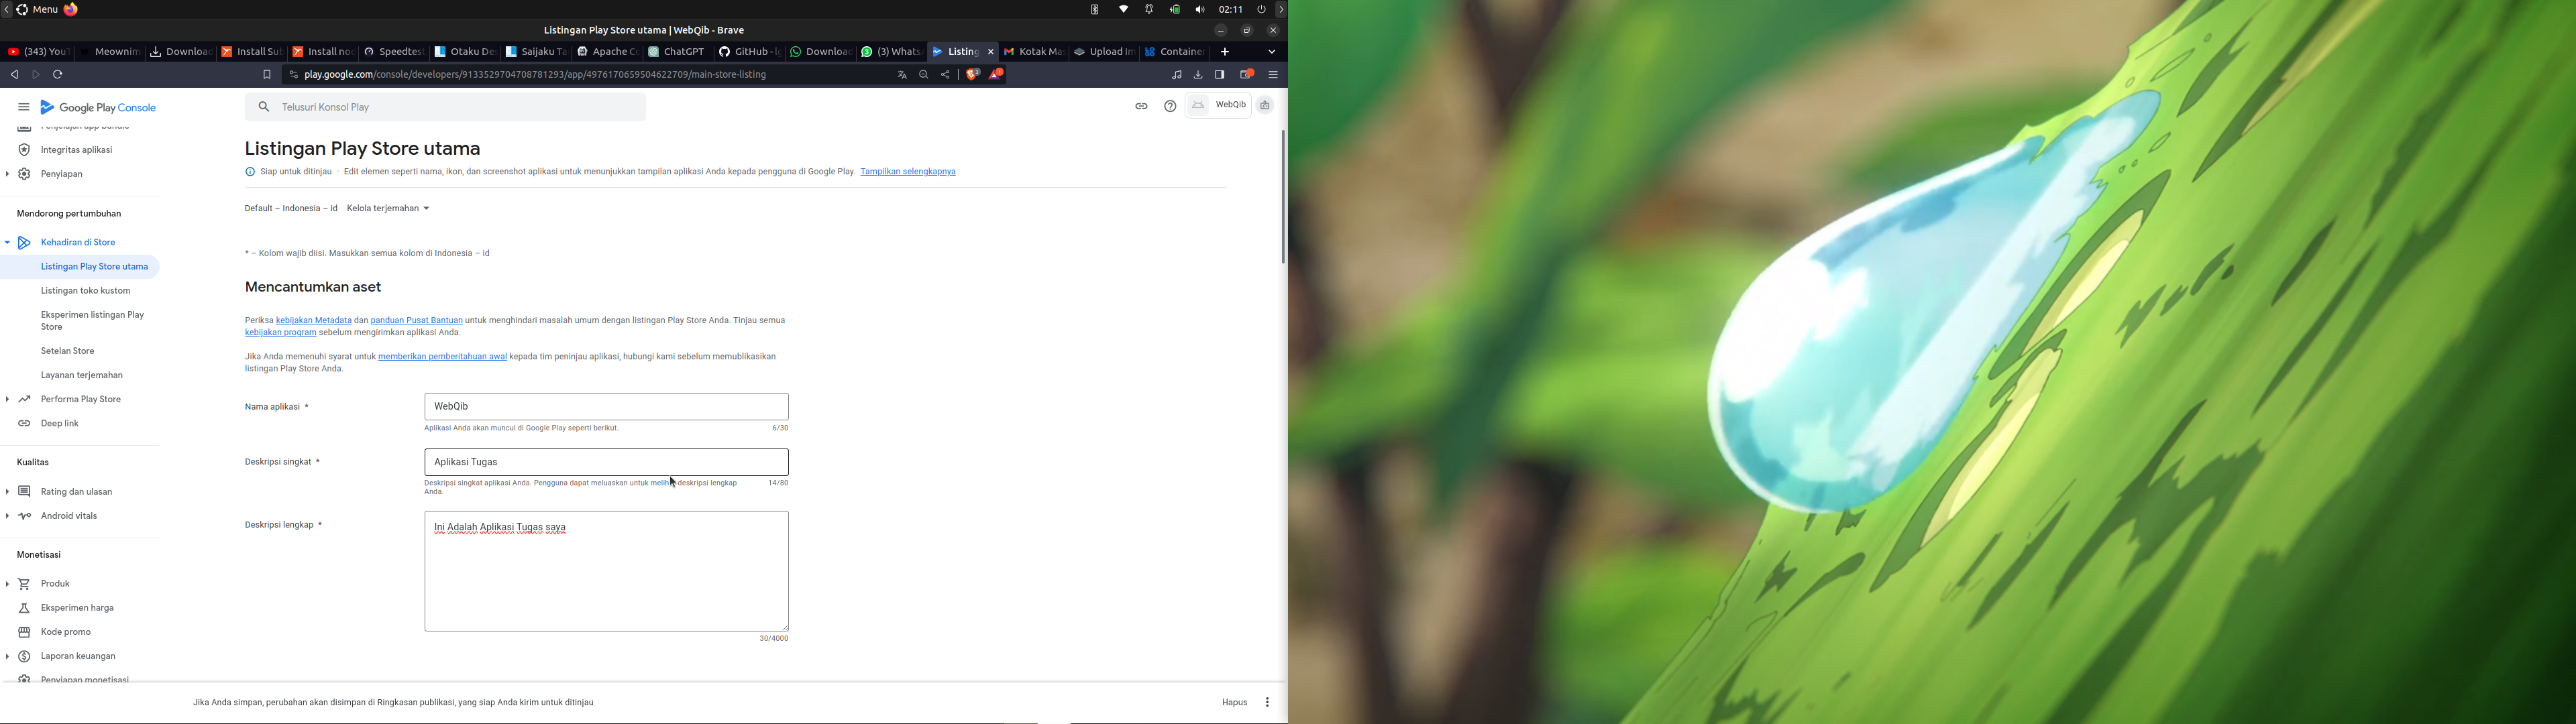 Menu
02:11
Listingan Play Store utama | WebQib - Brave
(343) YouT
Meownim
Download
Install Sub
Install nod
Speedtest
Otaku De
Saijaku Ta
Apache Co
ChatGPT
GitHub - l
Download
(3) Whats
Listing
Kotak Ma
Upload Im
Container
play.google.com/console/developers/9133529704708781293/app/4976170659504622709/main-store-listing
Google Play Console
Telusuri Konsol Play
WebQib
Penjelajah app bundle
Integritas aplikasi
Penyiapan
Mendorong pertumbuhan
Kehadiran di Store
Listingan Play Store utama
Listingan toko kustom
Eksperimen listingan Play
Store
Setelan Store
Layanan terjemahan
Performa Play Store
Deep link
Kualitas
Rating dan ulasan
Android vitals
Monetisasi
Produk
Eksperimen harga
Kode promo
Laporan keuangan
Penyiapan monetisasi
Listingan Play Store utama
Siap untuk ditinjau · Edit elemen seperti nama, ikon, dan screenshot aplikasi untuk menunjukkan tampilan aplikasi Anda kepada pengguna di Google Play. Tampilkan selengkapnya
Default – Indonesia – id Kelola terjemahan
* – Kolom wajib diisi. Masukkan semua kolom di Indonesia – id
Mencantumkan aset
Periksa kebijakan Metadata dan panduan Pusat Bantuan untuk menghindari masalah umum dengan listingan Play Store Anda. Tinjau semua
kebijakan program sebelum mengirimkan aplikasi Anda.
Jika Anda memenuhi syarat untuk memberikan pemberitahuan awal kepada tim peninjau aplikasi, hubungi kami sebelum memublikasikan
listingan Play Store Anda.
Nama aplikasi *
WebQib
Aplikasi Anda akan muncul di Google Play seperti berikut. 6/30
Deskripsi singkat *
Aplikasi Tugas
Deskripsi singkat aplikasi Anda. Pengguna dapat meluaskan untuk melihat deskripsi lengkap 14/80
Anda.
Deskripsi lengkap *
Ini Adalah Aplikasi Tugas saya
30/4000
Jika Anda simpan, perubahan akan disimpan di Ringkasan publikasi, yang siap Anda kirim untuk ditinjau
Hapus